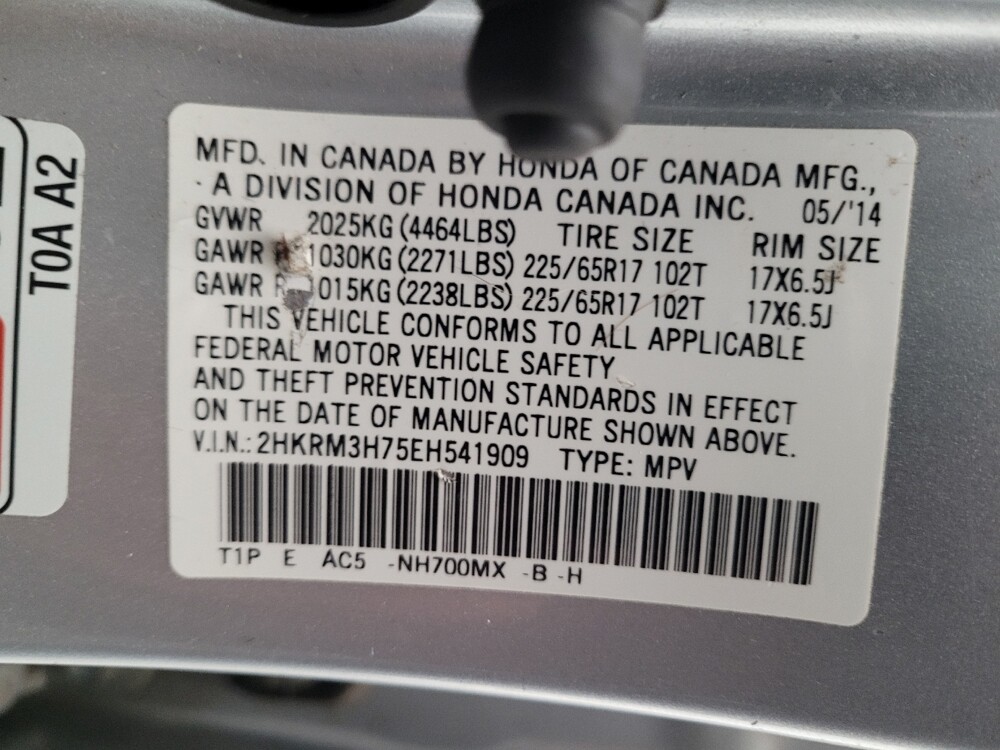 MFD. IN CANADA BY HONDA OF CANADA MFG.,
A DIVISION OF HONDA CANADA INC. 05/'14
GVWR 2025KG (4464LBS) TIRE SIZE RIM SIZE
GAWR 1030KG (2271LBS) 225/65R17 102T 17X6.5J
GAWR R 1015KG (2238LBS) 225/65R17 102T 17X6.5J
THIS VEHICLE CONFORMS TO ALL APPLICABLE
FEDERAL MOTOR VEHICLE SAFETY
AND THEFT PREVENTION STANDARDS IN EFFECT
ON THE DATE OF MANUFACTURE SHOWN ABOVE.
V.I.N.: 2HKRM3H75EH541909 TYPE: MPV
T1P E AC5 -NH700MX -B -H
T0A A2